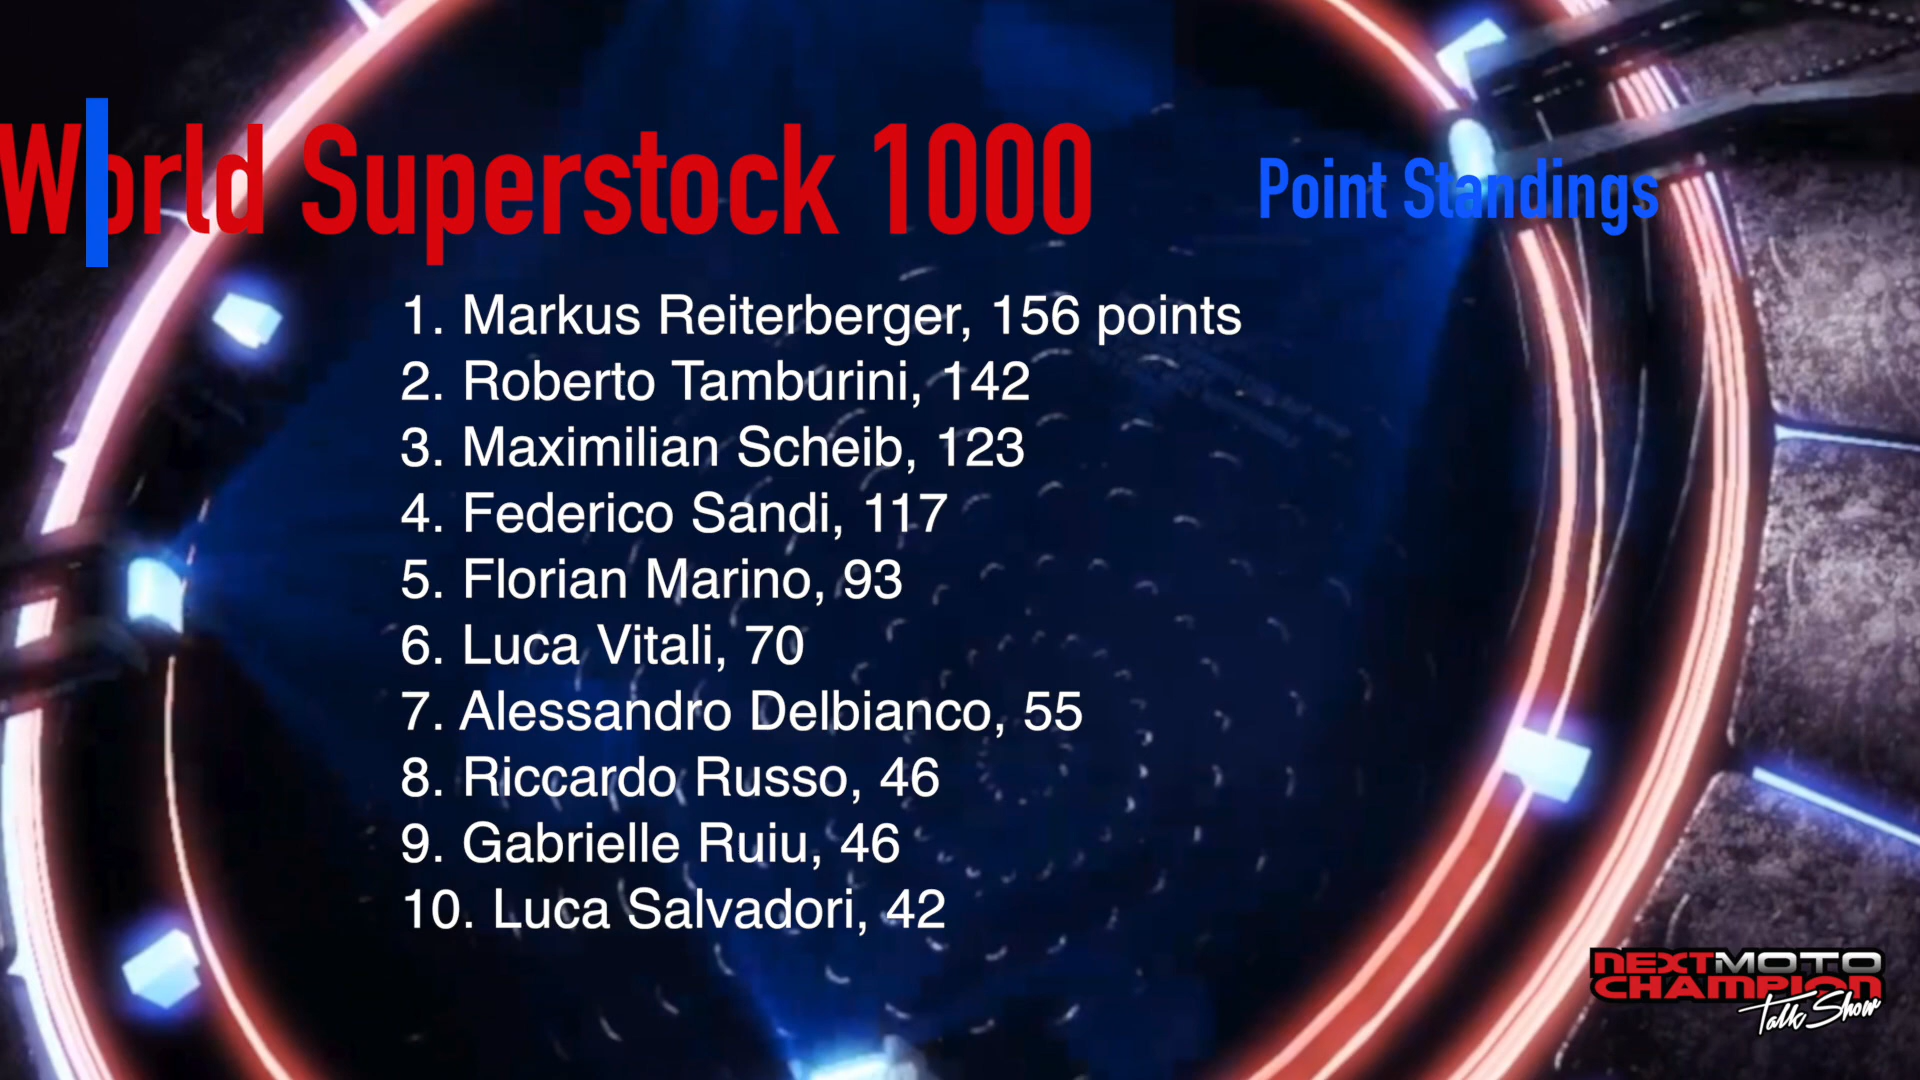 World Superstock 1000
Point Standings
1. Markus Reiterberger, 156 points
2. Roberto Tamburini, 142
3. Maximilian Scheib, 123
4. Federico Sandi, 117
5. Florian Marino, 93
6. Luca Vitali, 70
7. Alessandro Delbianco, 55
8. Riccardo Russo, 46
9. Gabrielle Ruiu, 46
10. Luca Salvadori, 42
NEXTMOTO
CHAMPION
Talk Show